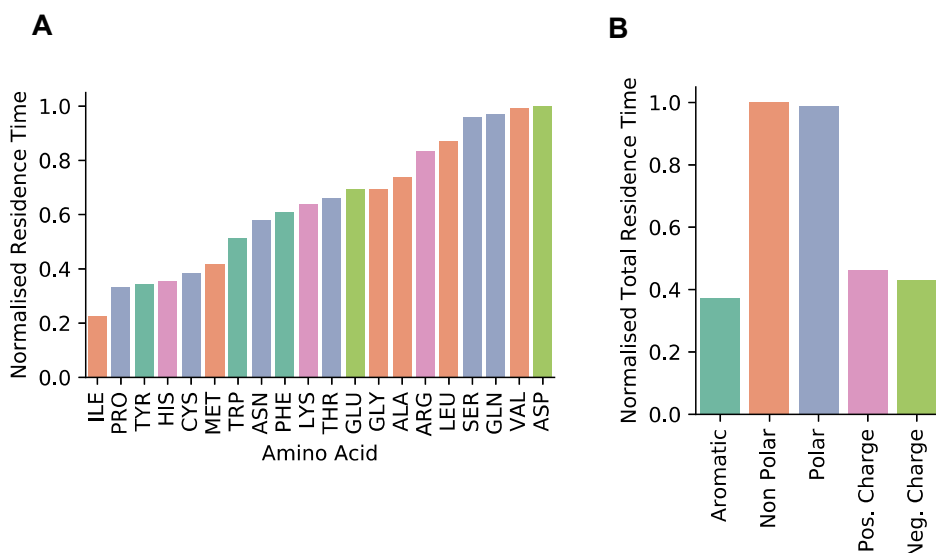 A
Normalised Residence Time
1.0
0.8
0.6
0.4
0.2
0.0
ILE
PRO
TYR
HIS
CYS
MET
TRP
ASN
PHE
LYS
THR
GLU
GLY
ALA
ARG
LEU
SER
GLN
VAL
ASP
Amino Acid
B
Normalised Total Residence Time
1.0
0.8
0.6
0.4
0.2
0.0
Aromatic
Non Polar
Polar
Pos. Charge
Neg. Charge